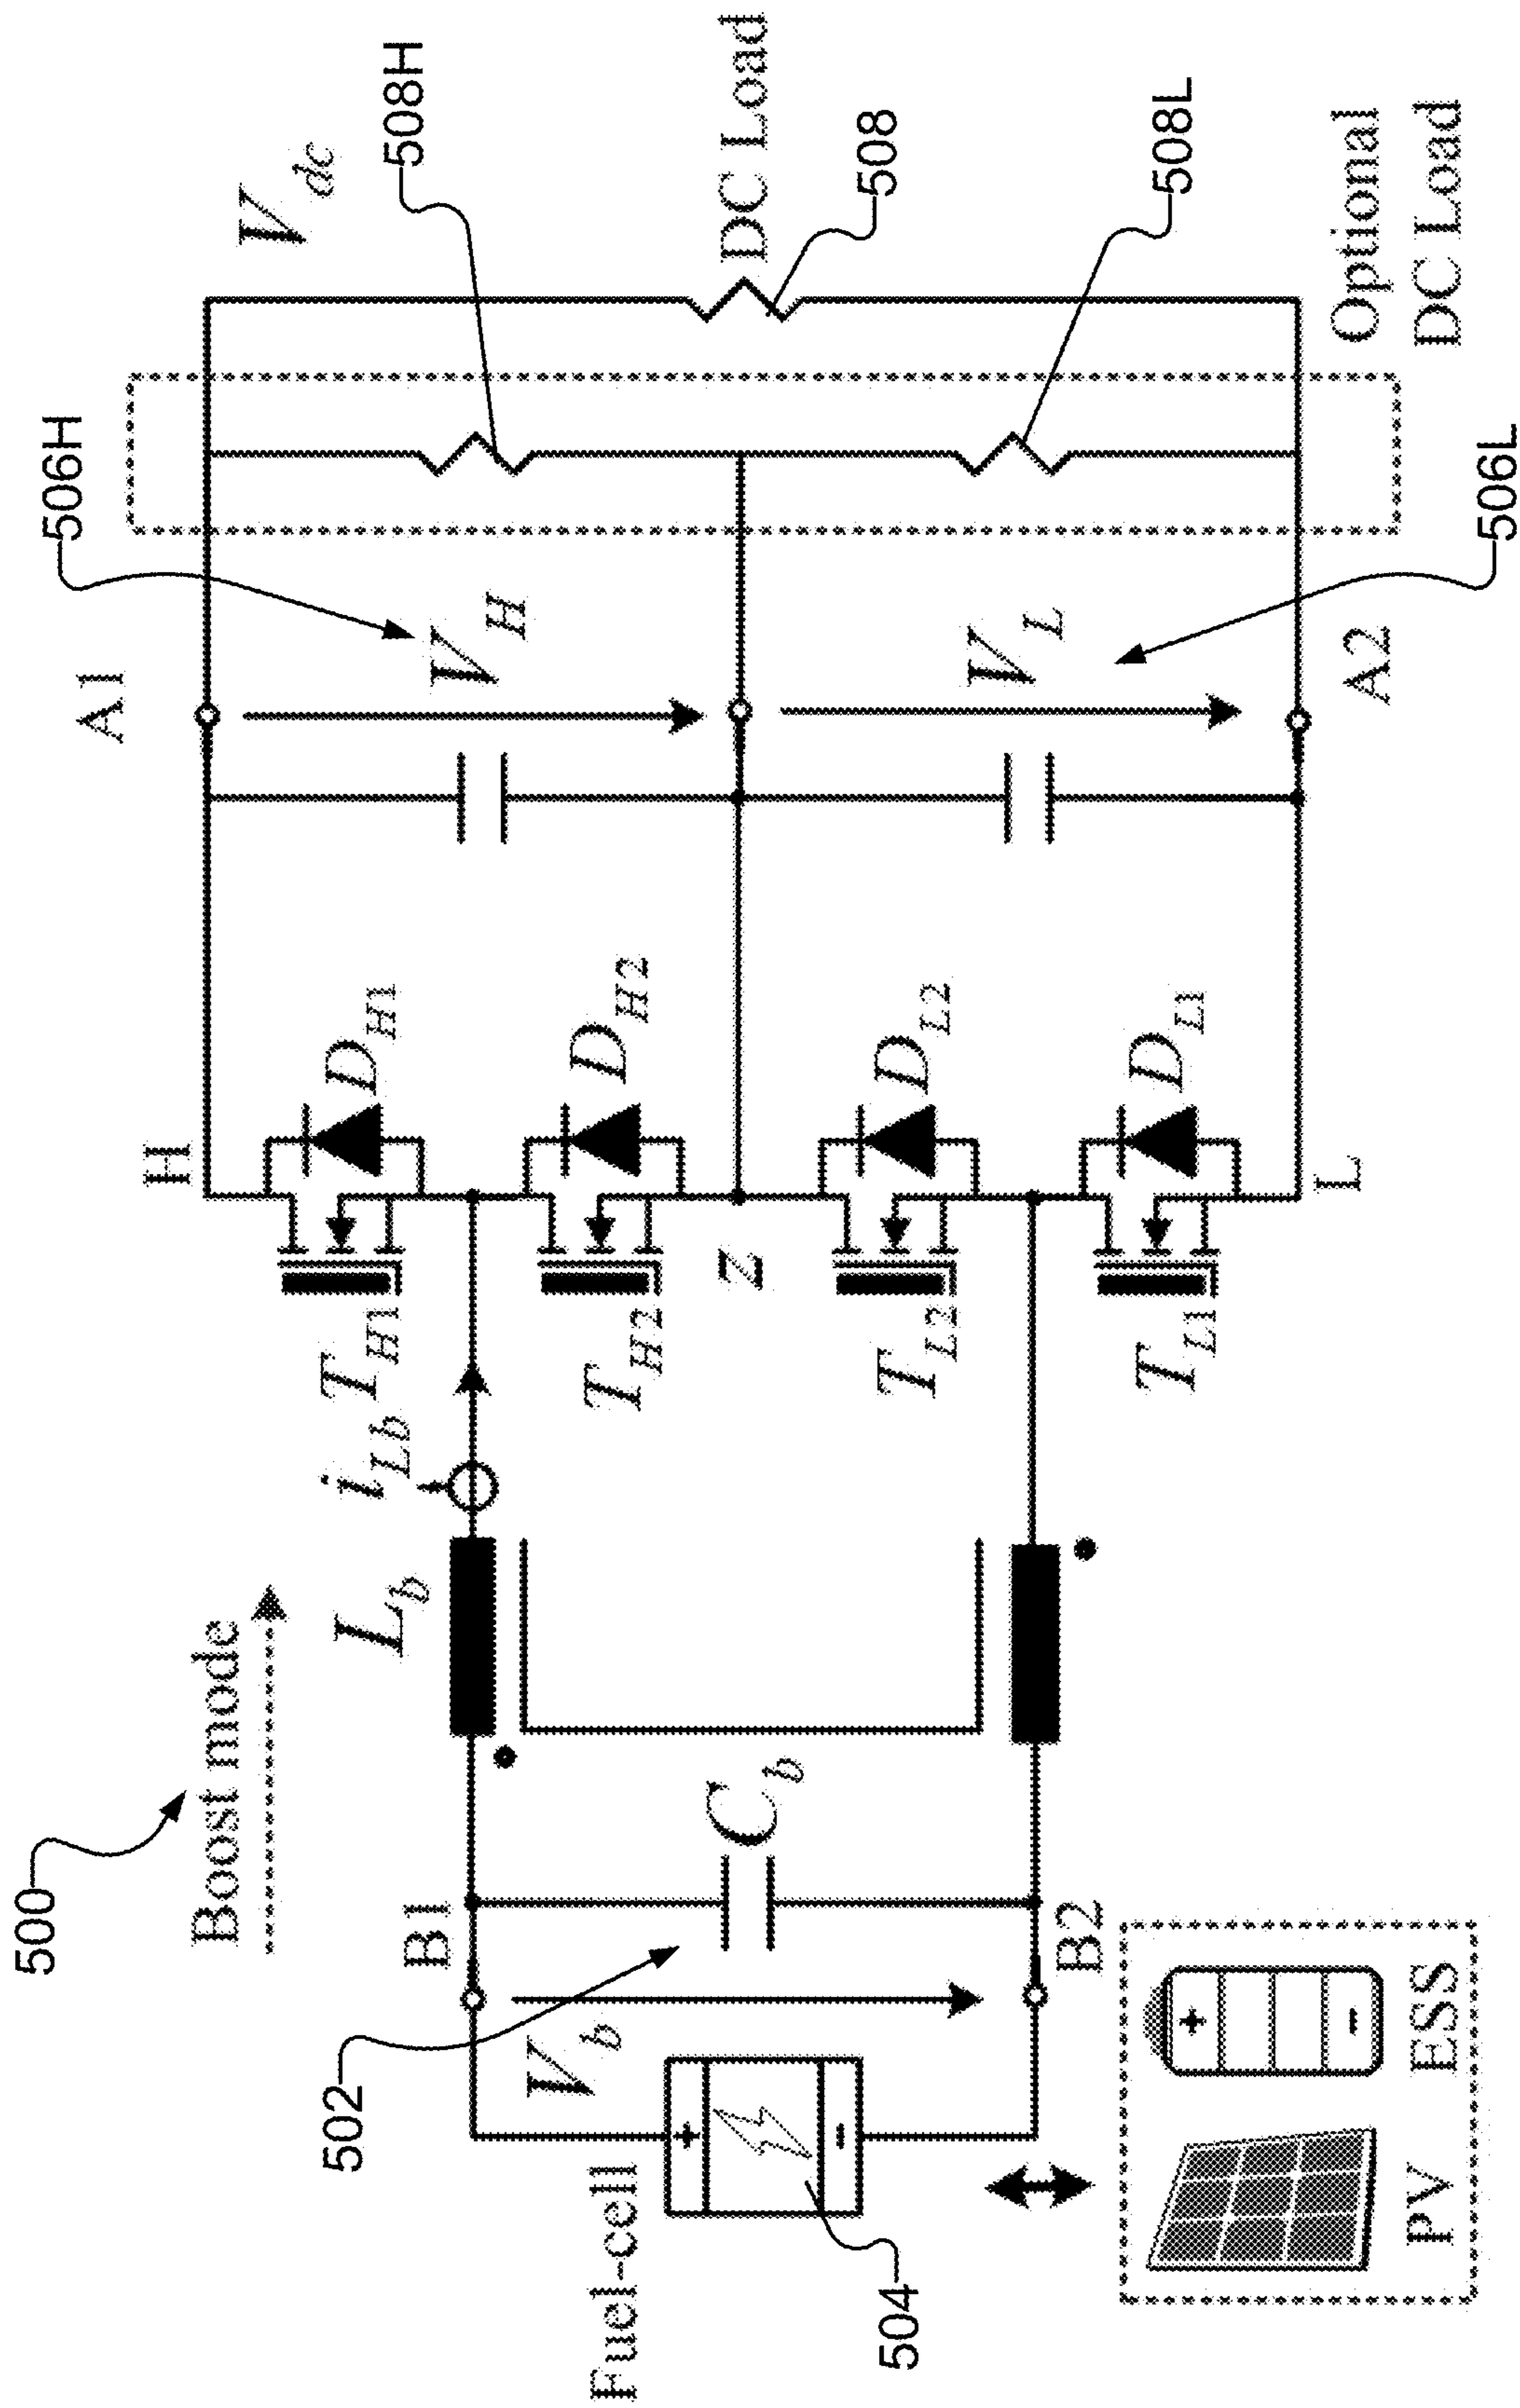 500
Boost mode
502
B1
V_b
C_b
B2
Fuel-cell
+
-
504
PV
ESS
+
-
L_b
i_Lb
T_H1
T_H2
T_L2
T_L1
H
Z
L
D_H1
D_H2
D_L2
D_L1
A1
506H
V_H
V_L
506L
A2
V_dc
508H
DC Load
508
508L
Optional
DC Load